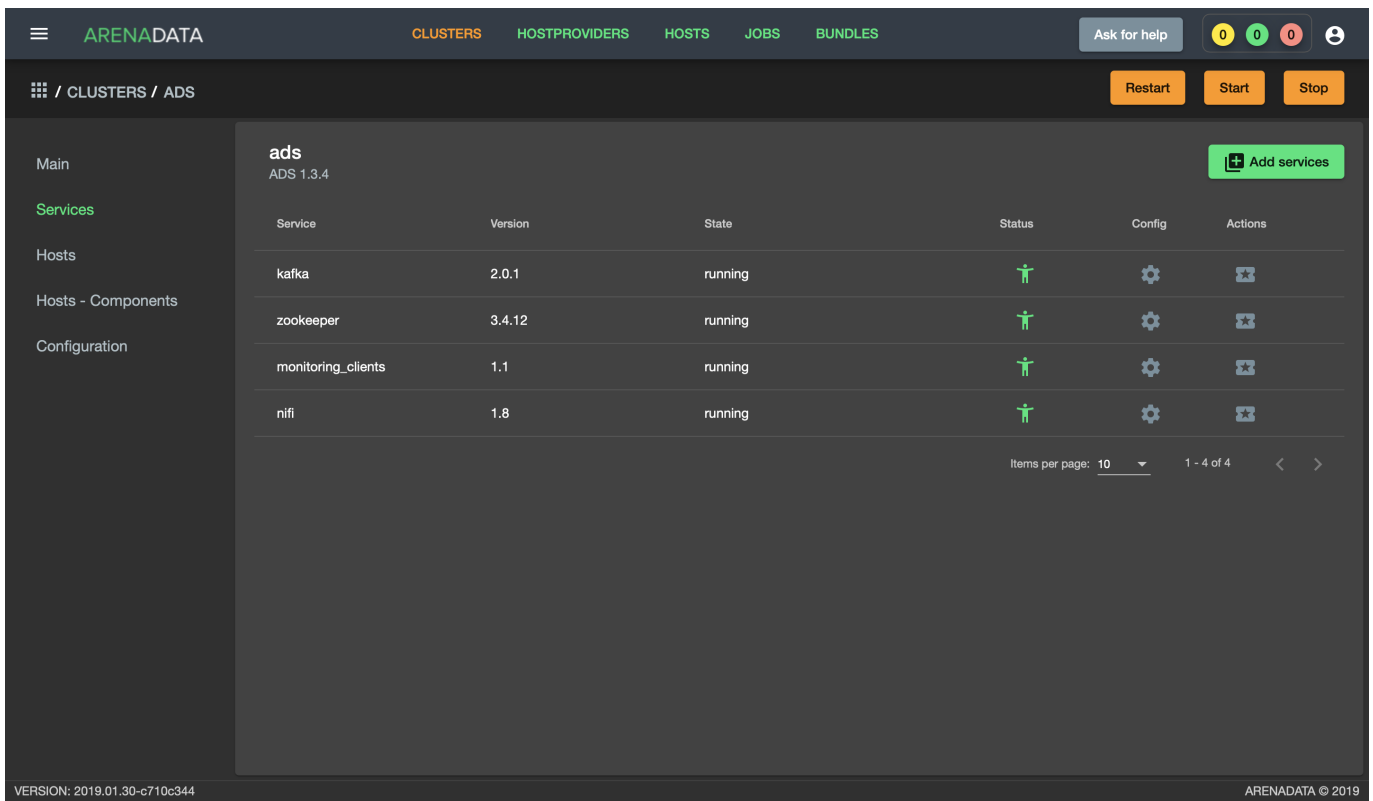 ARENADATA CLUSTERS HOSTPROVIDERS HOSTS JOBS BUNDLES Ask for help 0 0 0
/ CLUSTERS / ADS Restart Start Stop
Main
Services
Hosts
Hosts - Components
Configuration
ads
ADS 1.3.4
Add services
Service Version State Status Config Actions
kafka 2.0.1 running
zookeeper 3.4.12 running
monitoring_clients 1.1 running
nifi 1.8 running
Items per page: 10 1 - 4 of 4
VERSION: 2019.01.30-c710c344 ARENADATA © 2019